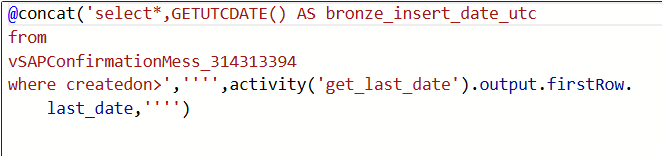 @concat('select*,GETUTCDATE() AS bronze_insert_date_utc
from
vSAPConfirmationMess_314313394
where createdon>','''',activity('get_last_date').output.firstRow.
last_date,'''')